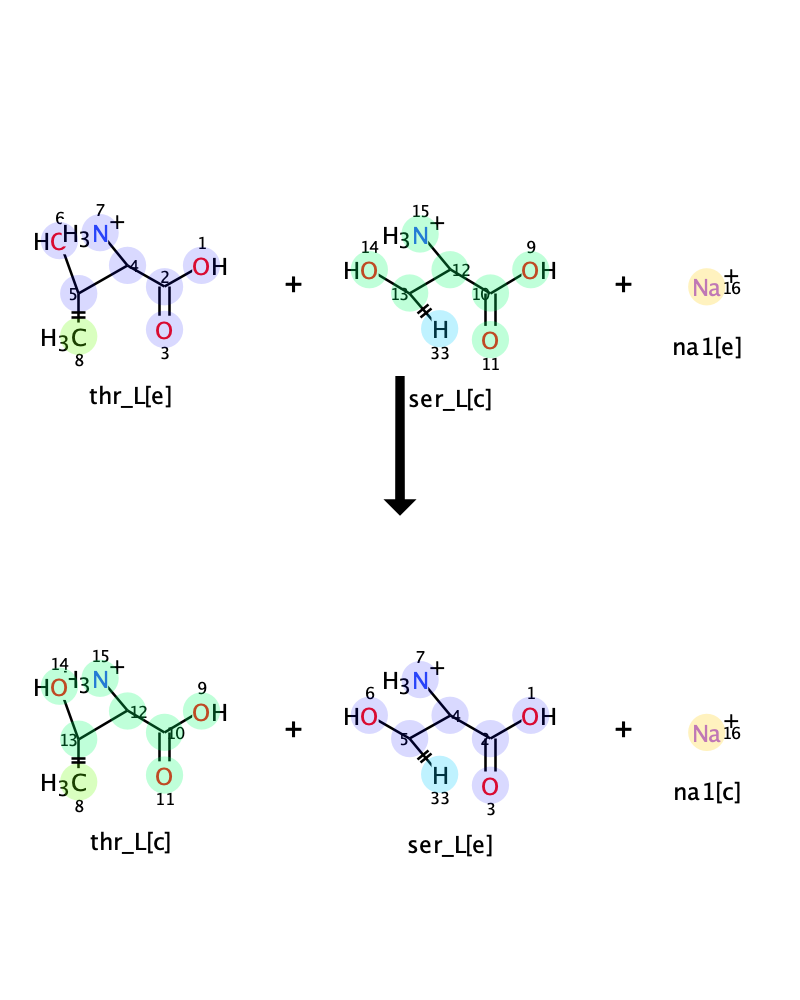 6 7 + 15 +
HO H₃N 1 14 H₃N 9
4 2 OH HO 12 OH + Na + 16
5 + 13 10
H₃C O H O
8 3 33 11
na1[e]
thr_L[e] ser_L[c]
14 15 + 7 +
HO H₃N 9 6 H₃N 1
12 10 OH HO 4 OH + Na + 16
13 + 5 2
H₃C O H O
8 11 33 3
na1[c]
thr_L[c] ser_L[e]